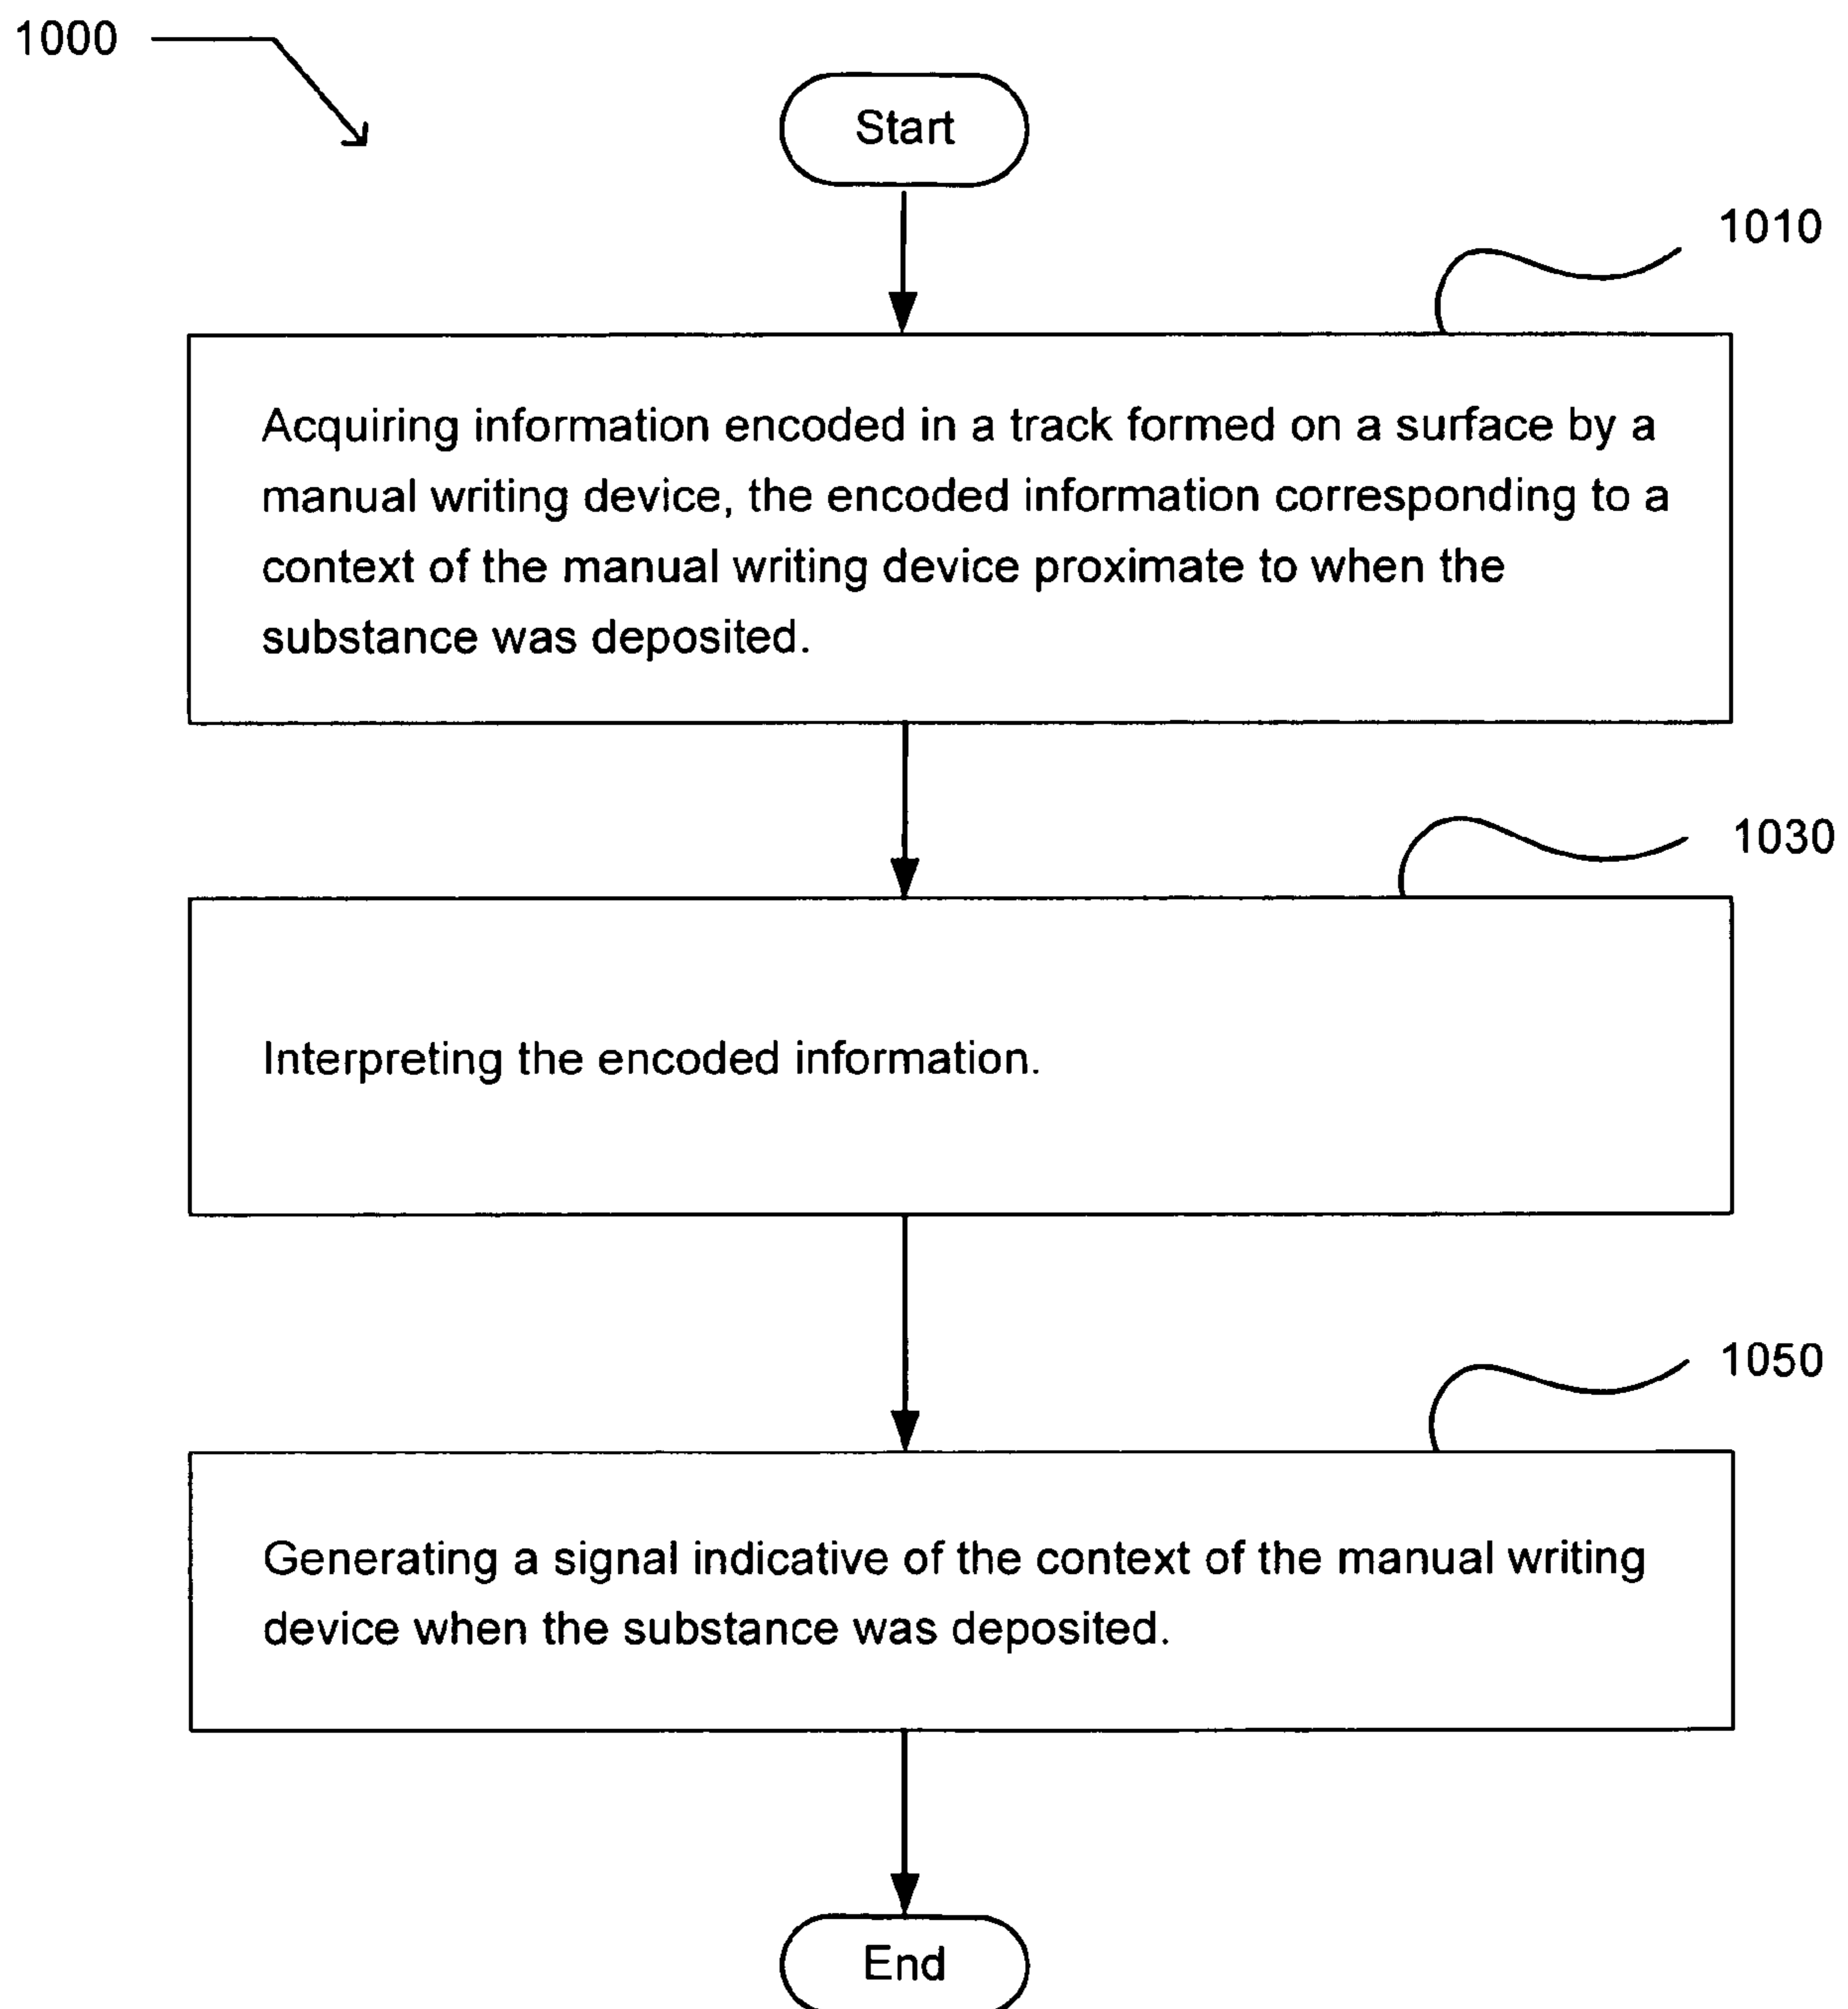 1000
Start
1010
Acquiring information encoded in a track formed on a surface by a
manual writing device, the encoded information corresponding to a
context of the manual writing device proximate to when the
substance was deposited.
1030
Interpreting the encoded information.
1050
Generating a signal indicative of the context of the manual writing
device when the substance was deposited.
End